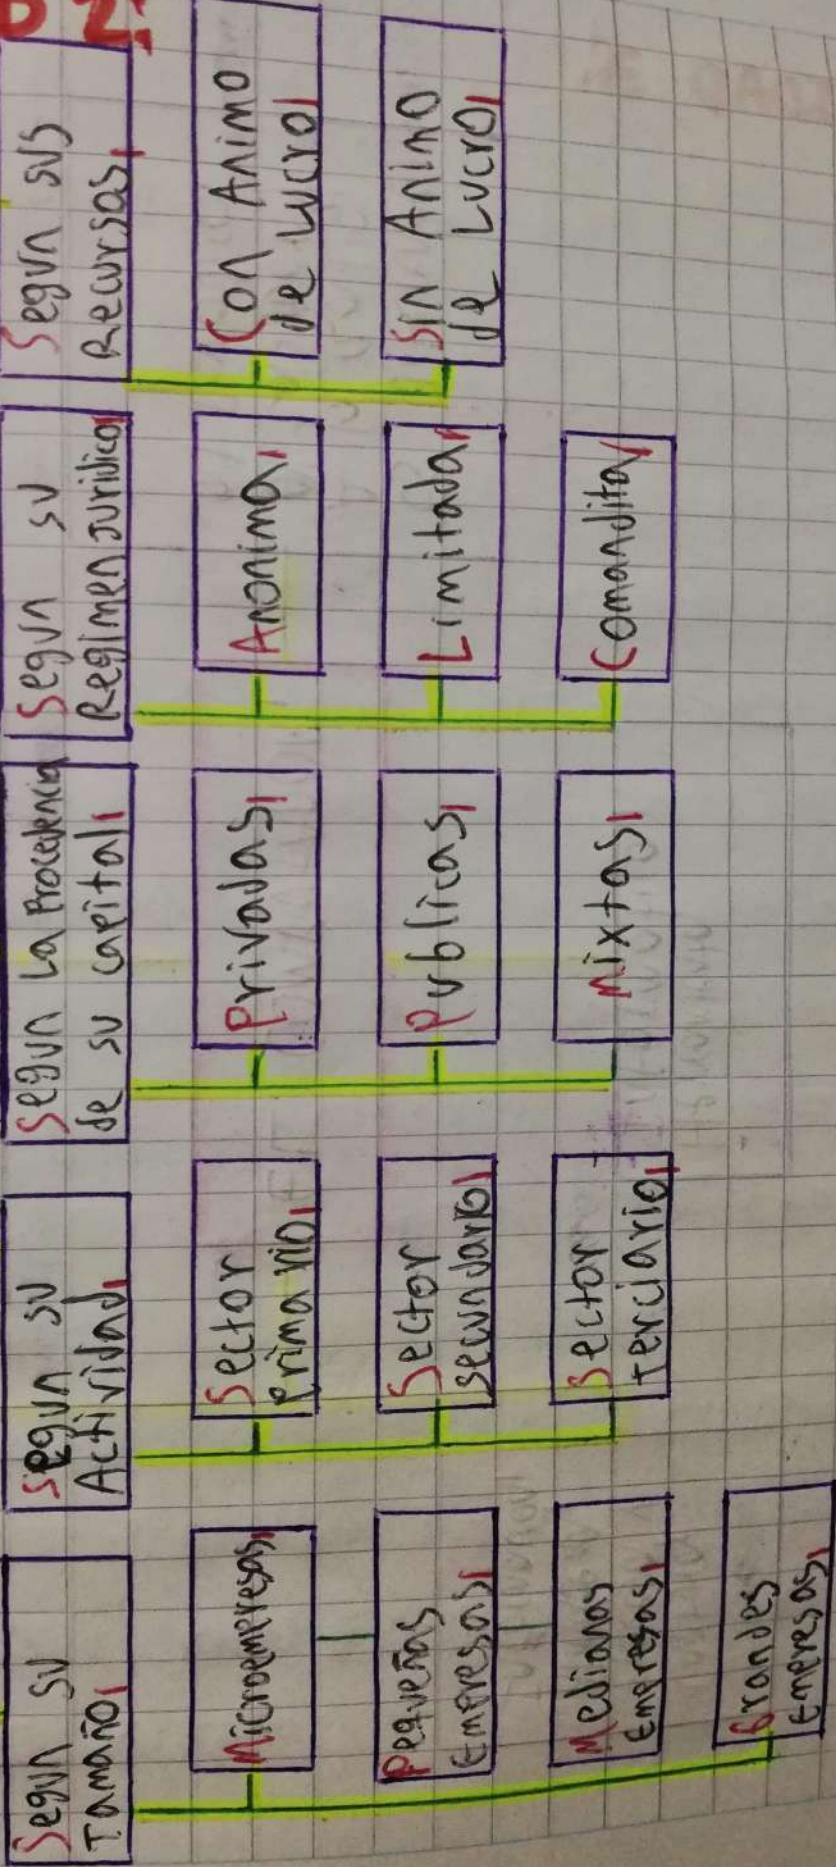 2:
Segun su
Tamaño
Microempresas
Pequeñas
Empresas
Medianas
Empresas
Grandes
Empresas
Segun su
Actividad
Sector
Primario
Sector
secundario
Sector
terciario
Segun La Procedencia
de su capital
Privadas
Publicas
Mixtas
Segun su
Regimen Juridico
Anonima
Limitada
Comandita
Segun sus
Recursos
Con Animo
de Lucro
Sin Animo
de Lucro